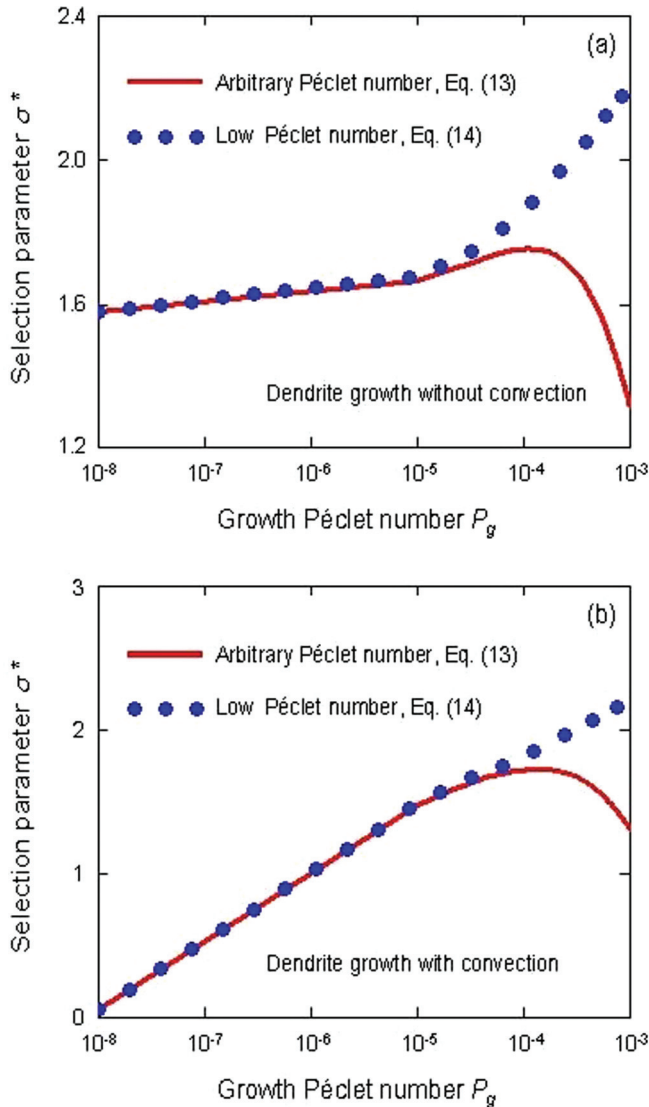 2.4
(a)
Arbitrary Péclet number, Eq. (13)
Low Péclet number, Eq. (14)
2.0
1.6
1.2
Selection parameter σ*
Dendrite growth without convection
10⁻⁸ 10⁻⁷ 10⁻⁶ 10⁻⁵ 10⁻⁴ 10⁻³
Growth Péclet number P_g
3
(b)
Arbitrary Péclet number, Eq. (13)
Low Péclet number, Eq. (14)
2
1
0
Selection parameter σ*
Dendrite growth with convection
10⁻⁸ 10⁻⁷ 10⁻⁶ 10⁻⁵ 10⁻⁴ 10⁻³
Growth Péclet number P_g